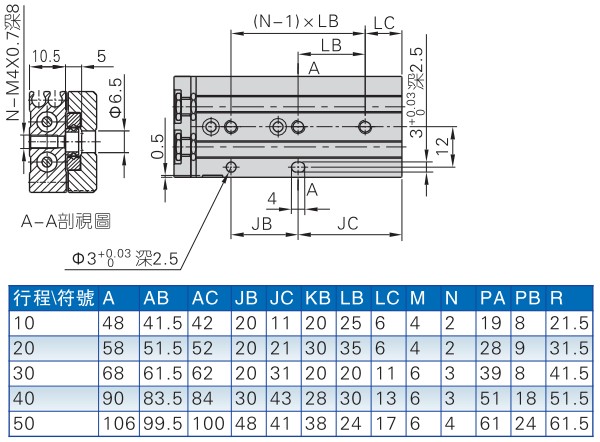 N-M4X0.7深8
10.5
5
Φ6.5
A-A剖視圖
(N-1)×LB
LC
LB
A
3+0.03 0 深2.5
0.5
12
4
A
JB
JC
Φ3+0.03 0 深2.5
行程\符號 A AB AC JB JC KB LB LC M N PA PB R
10 48 41.5 42 20 11 20 25 6 4 2 19 8 21.5
20 58 51.5 52 20 21 30 35 6 4 2 28 9 31.5
30 68 61.5 62 20 31 20 20 11 6 3 39 8 41.5
40 90 83.5 84 30 43 28 30 13 6 3 51 18 51.5
50 106 99.5 100 48 41 38 24 17 6 4 61 24 61.5